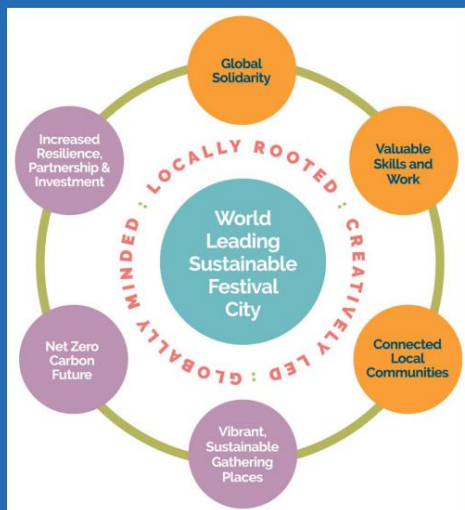 Global
Solidarity
Valuable
Skills and
Work
Connected
Local
Communities
Vibrant,
Sustainable
Gathering
Places
Net Zero
Carbon
Future
Increased
Resilience,
Partnership &
Investment
LOCALLY ROOTED : CREATIVELY LED : GLOBALLY MINDED :
World
Leading
Sustainable
Festival
City